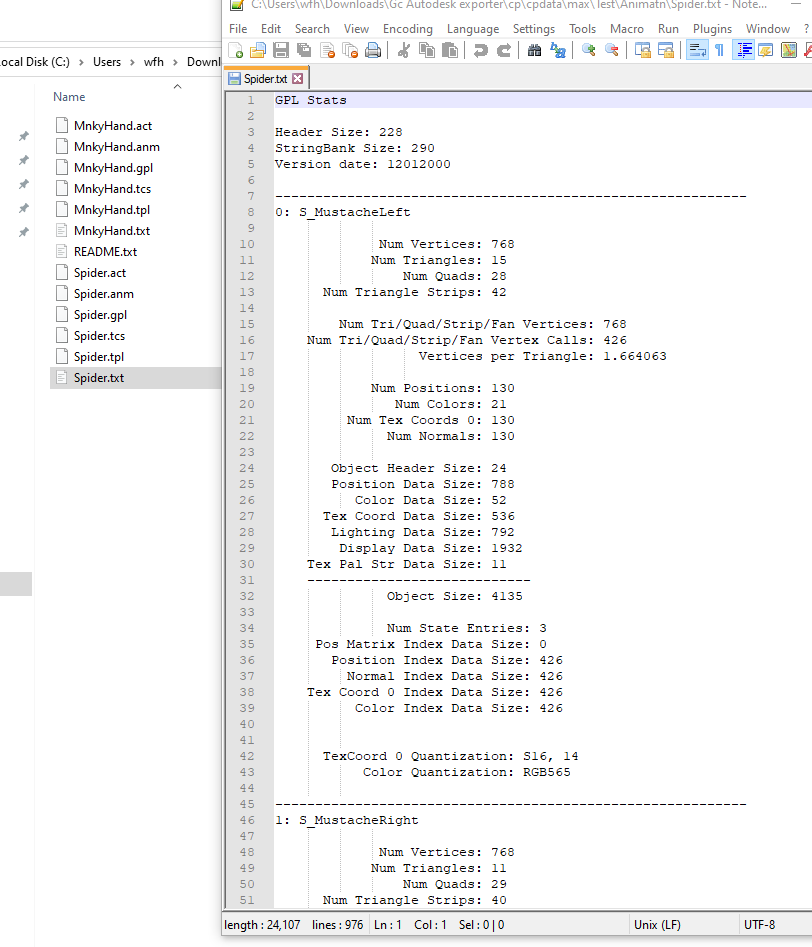 C:\Users\wfh\Downloads\Gc Autodesk exporter\cp\cpdata\max\Test\Animatn\Spider.txt - Note...
File Edit Search View Encoding Language Settings Tools Macro Run Plugins Window ?
ocal Disk (C:) > Users > wfh > Downl
Spider.txt
Name
MnkyHand.act
MnkyHand.anm
MnkyHand.gpl
MnkyHand.tcs
MnkyHand.tpl
MnkyHand.txt
README.txt
Spider.act
Spider.anm
Spider.gpl
Spider.tcs
Spider.tpl
Spider.txt
1 GPL Stats
2
3 Header Size: 228
4 StringBank Size: 290
5 Version date: 12012000
6
7 -----------------------------------------------------------
8 0: S_MustacheLeft
9
10 Num Vertices: 768
11 Num Triangles: 15
12 Num Quads: 28
13 Num Triangle Strips: 42
14
15 Num Tri/Quad/Strip/Fan Vertices: 768
16 Num Tri/Quad/Strip/Fan Vertex Calls: 426
17 Vertices per Triangle: 1.664063
18
19 Num Positions: 130
20 Num Colors: 21
21 Num Tex Coords 0: 130
22 Num Normals: 130
23
24 Object Header Size: 24
25 Position Data Size: 788
26 Color Data Size: 52
27 Tex Coord Data Size: 536
28 Lighting Data Size: 792
29 Display Data Size: 1932
30 Tex Pal Str Data Size: 11
31 ----------------------------
32 Object Size: 4135
33
34 Num State Entries: 3
35 Pos Matrix Index Data Size: 0
36 Position Index Data Size: 426
37 Normal Index Data Size: 426
38 Tex Coord 0 Index Data Size: 426
39 Color Index Data Size: 426
40
41
42 TexCoord 0 Quantization: S16, 14
43 Color Quantization: RGB565
44
45 -----------------------------------------------------------
46 1: S_MustacheRight
47
48 Num Vertices: 768
49 Num Triangles: 11
50 Num Quads: 29
51 Num Triangle Strips: 40
length : 24,107 lines : 976 Ln : 1 Col : 1 Sel : 0 | 0 Unix (LF) UTF-8